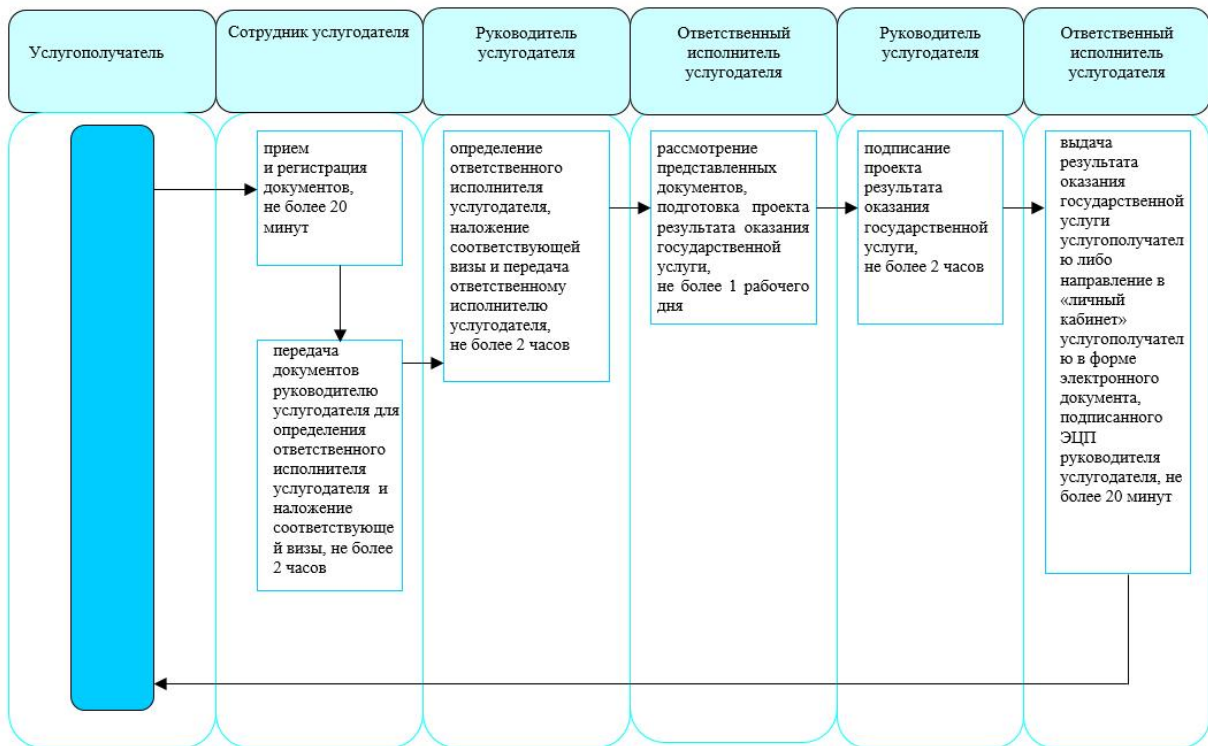 Услугополучатель
Сотрудник услугодателя
Руководитель
услугодателя
Ответственный
исполнитель
услугодателя
Руководитель
услугодателя
Ответственный
исполнитель
услугодателя
прием
и регистрация
документов,
не более 20
минут
передача
документов
руководителю
услугодателя для
определения
ответственного
исполнителя
услугодателя и
наложение
соответствующе
й визы, не более
2 часов
определение
ответственного
исполнителя
услугодателя,
наложение
соответствующей
визы и передача
ответственному
исполнителю
услугодателя,
не более 2 часов
рассмотрение
представленных
документов,
подготовка проекта
результата оказания
государственной
услуги,
не более 1 рабочего
дня
подписание
проекта
результата
оказания
государственной
услуги,
не более 2 часов
выдача
результата
оказания
государственной
услуги
услугополучател
ю либо
направление в
«личный
кабинет»
услугополучател
ю в форме
электронного
документа,
подписанного
ЭЦП
руководителя
услугодателя, не
более 20 минут